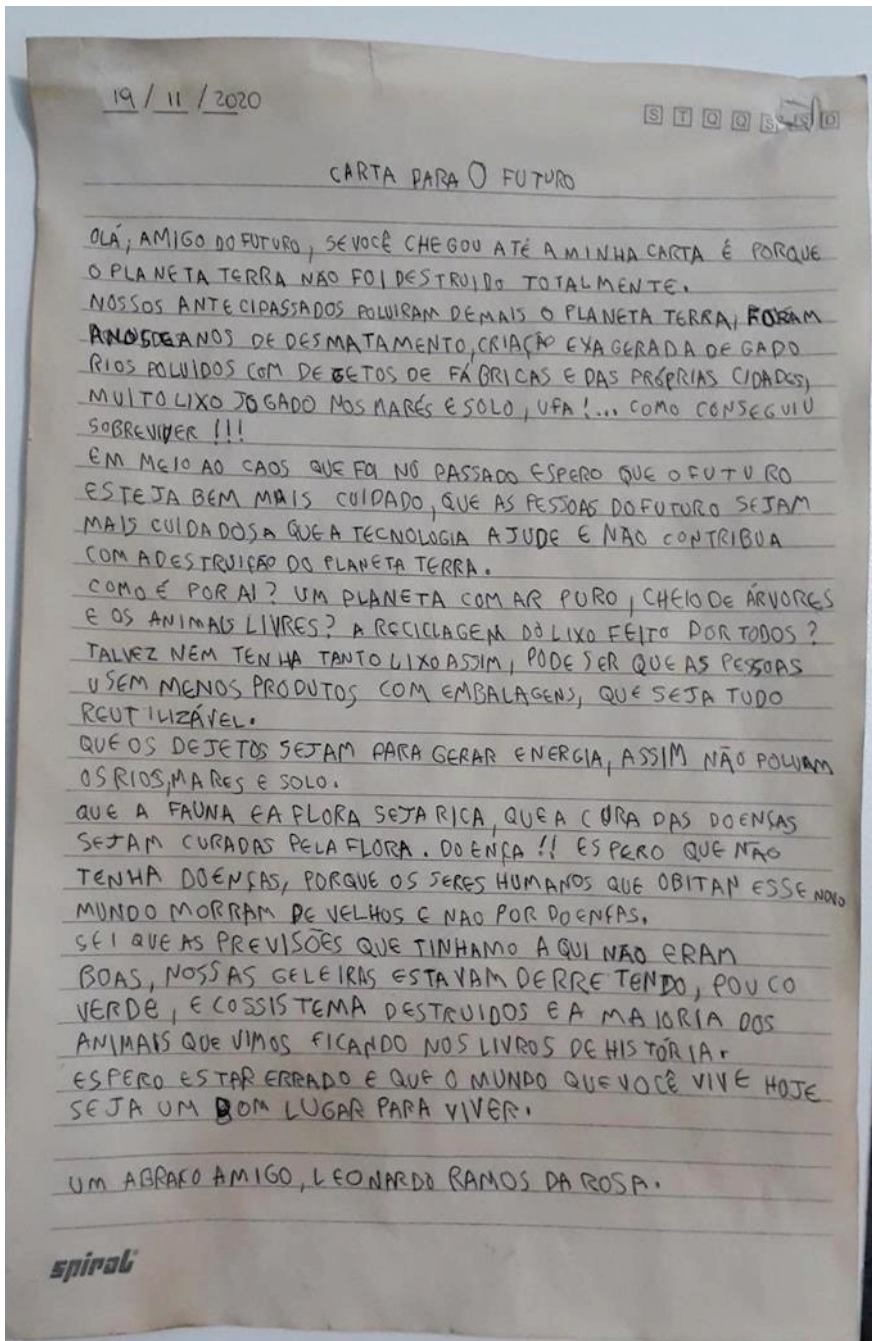 19 / 11 / 2020
S T Q Q S S D
CARTA PARA O FUTURO
OLÁ, AMIGO DO FUTURO, SE VOCÊ CHEGOU ATÉ A MINHA CARTA É PORQUE
O PLANETA TERRA NÃO FOI DESTRUIDO TOTALMENTE.
NOSSOS ANTECIPASSADOS POLUIRAM DEMAIS O PLANETA TERRA, FORAM
ANOS DE ANOS DE DESMATAMENTO, CRIAÇÃO EXAGERADA DE GADO
RIOS POLUIDOS COM DEGETOS DE FÁBRICAS E DAS PRÓPRIAS CIDADES,
MUITO LIXO JOGADO NOS MARÉS E SOLO, UFA!... COMO CONSEGUIU
SOBREVIVER !!!
EM MEIO AO CAOS QUE FOI NÓ PASSADO ESPERO QUE O FUTURO
ESTEJA BEM MAIS CUIDADO, QUE AS PESSOAS DO FUTURO SEJAM
MAIS CUIDADOSA QUE A TECNOLOGIA AJUDE E NÃO CONTRIBUA
COM A DESTRUIÇÃO DO PLANETA TERRA.
COMO É POR AI? UM PLANETA COM AR PURO, CHEIO DE ÁRVORES
E OS ANIMAIS LIVRES? A RECICLAGEM DO LIXO FEITO POR TODOS?
TALVEZ NEM TENHA TANTO LIXO ASSIM, PODE SER QUE AS PESSOAS
USEM MENOS PRODUTOS COM EMBALAGENS, QUE SEJA TUDO
REUTILIZÁVEL.
QUE OS DEJETOS SEJAM PARA GERAR ENERGIA, ASSIM NÃO POLUAM
OS RIOS, MARES E SOLO.
QUE A FAUNA E A FLORA SEJA RICA, QUE A CURA DAS DOENÇAS
SEJAM CURADAS PELA FLORA. DOENÇA !! ESPERO QUE NÃO
TENHA DOENÇAS, PORQUE OS SERES HUMANOS QUE OBITAN ESSE NOVO
MUNDO MORRAM DE VELHOS E NAO POR DOENÇAS.
SEI QUE AS PREVISÕES QUE TINHAMO AQUI NÃO ERAM
BOAS, NOSSAS GELEIRAS ESTAVAM DERRETENDO, POUCO
VERDE, ECOSSISTEMA DESTRUIDOS E A MAIORIA DOS
ANIMAIS QUE VIMOS FICANDO NOS LIVROS DE HISTÓRIA.
ESPERO ESTAR ERRADO E QUE O MUNDO QUE VOCÊ VIVE HOJE
SEJA UM BOM LUGAR PARA VIVER.
UM ABRAÇO AMIGO, LEONARDO RAMOS DA ROSA.
spiral